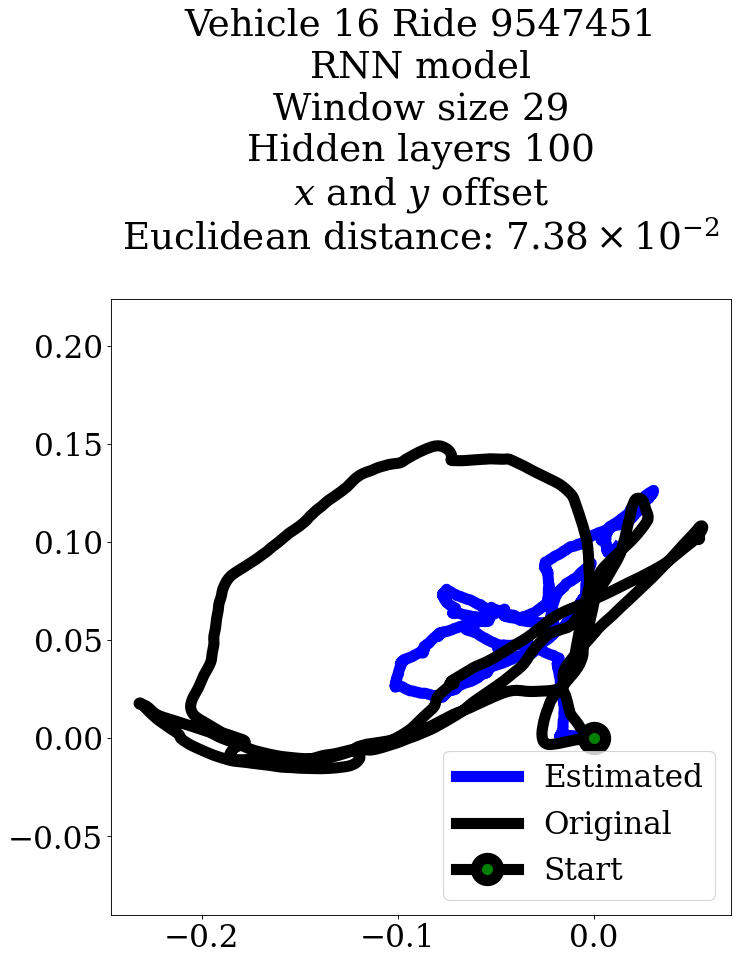 Vehicle 16 Ride 9547451
RNN model
Window size 29
Hidden layers 100
x and y offset
Euclidean distance: 7.38 × 10⁻²
0.20
0.15
0.10
0.05
0.00
−0.05
Estimated
Original
Start
−0.2 −0.1 0.0